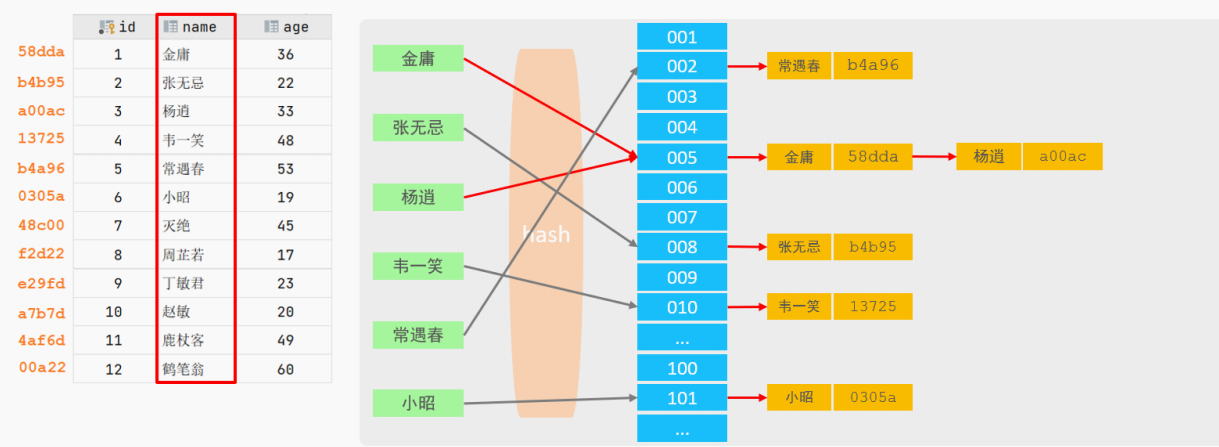 id name age
58dda 1 金庸 36
b4b95 2 张无忌 22
a00ac 3 杨逍 33
13725 4 韦一笑 48
b4a96 5 常遇春 53
0305a 6 小昭 19
48c00 7 灭绝 45
f2d22 8 周芷若 17
e29fd 9 丁敏君 23
a7b7d 10 赵敏 20
4af6d 11 鹿杖客 49
00a22 12 鹤笔翁 60
金庸
张无忌
杨逍
韦一笑
常遇春
小昭
hash
001
002 常遇春 b4a96
003
004
005 金庸 58dda 杨逍 a00ac
006
007
008 张无忌 b4b95
009
010 韦一笑 13725
...
100
101 小昭 0305a
...